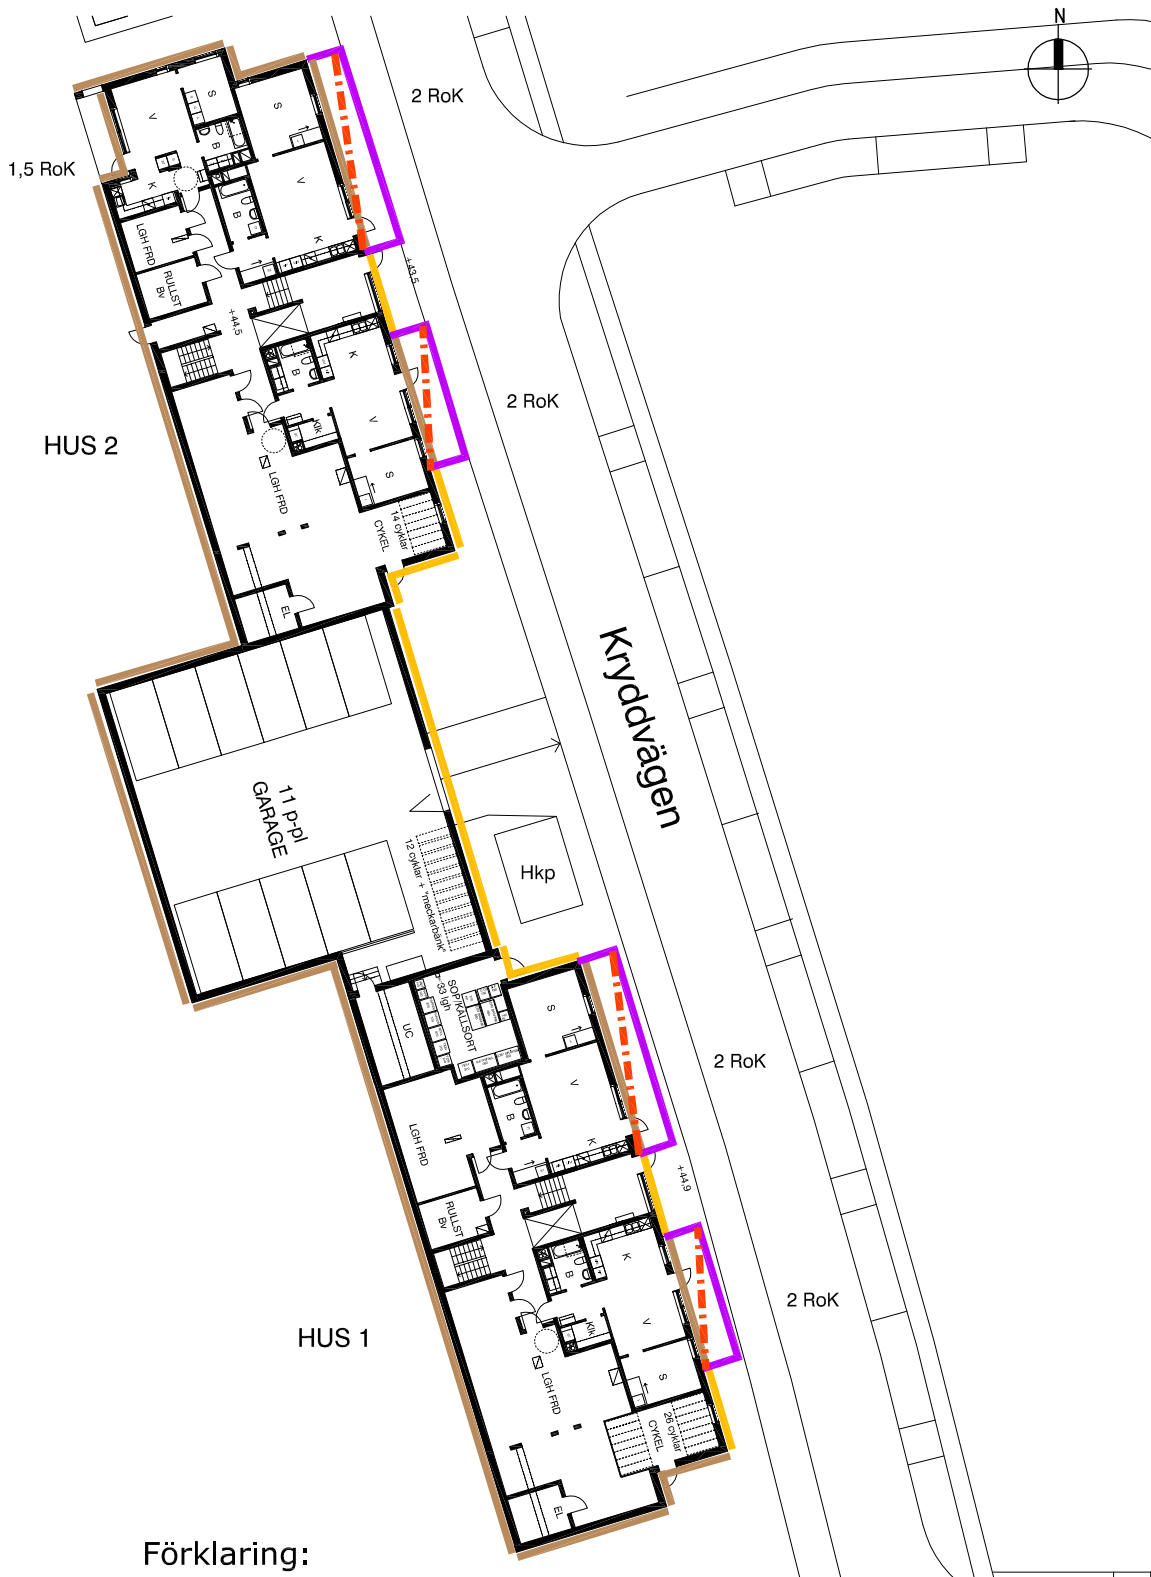 N
2 RoK
1,5 RoK
S
S
V
B
K
V
B
K
LGH FRD
RULLST
Bv
+43,5
+44,5
K
B
2 RoK
V
Klk
HUS 2
S
LGH FRD
14 cyklar
CYKEL
EL
Kryddvägen
11 p-pl
GARAGE
12 cyklar + "meckarbänk"
Hkp
SOP/KÄLLSORT
33 lgh
UC
S
V
2 RoK
B
K
LGH FRD
+44,9
RULLST
Bv
K
B
2 RoK
Klk
V
HUS 1
S
LGH FRD
26 cyklar
CYKEL
EL
Förklaring: